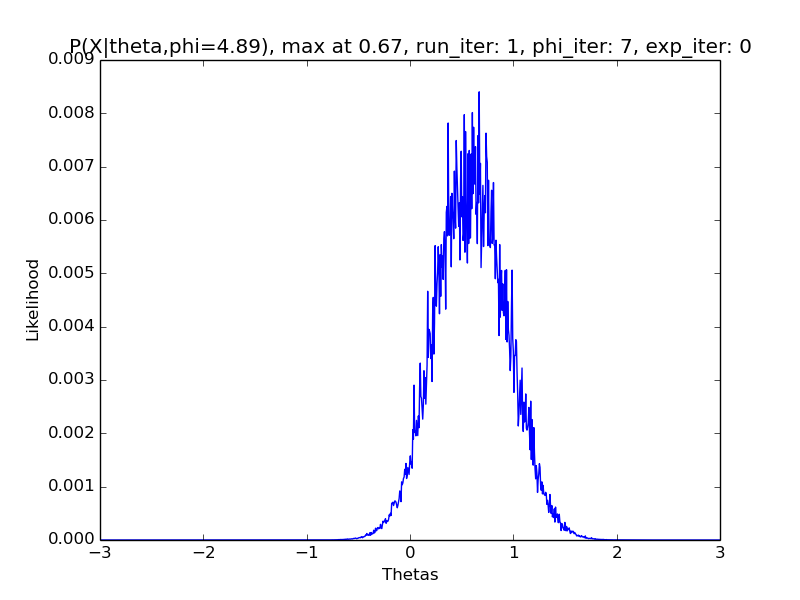 P(X|theta,phi=4.89), max at 0.67, run_iter: 1, phi_iter: 7, exp_iter: 0
0.009
0.008
0.007
0.006
0.005
0.004
0.003
0.002
0.001
0.000
Likelihood
−3 −2 −1 0 1 2 3
Thetas